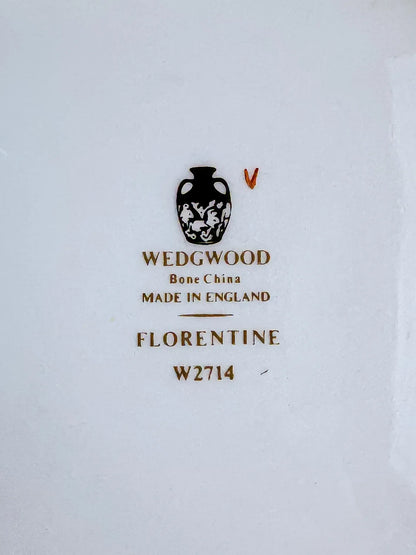 V
WEDGWOOD
Bone China
MADE IN ENGLAND
FLORENTINE
W2714